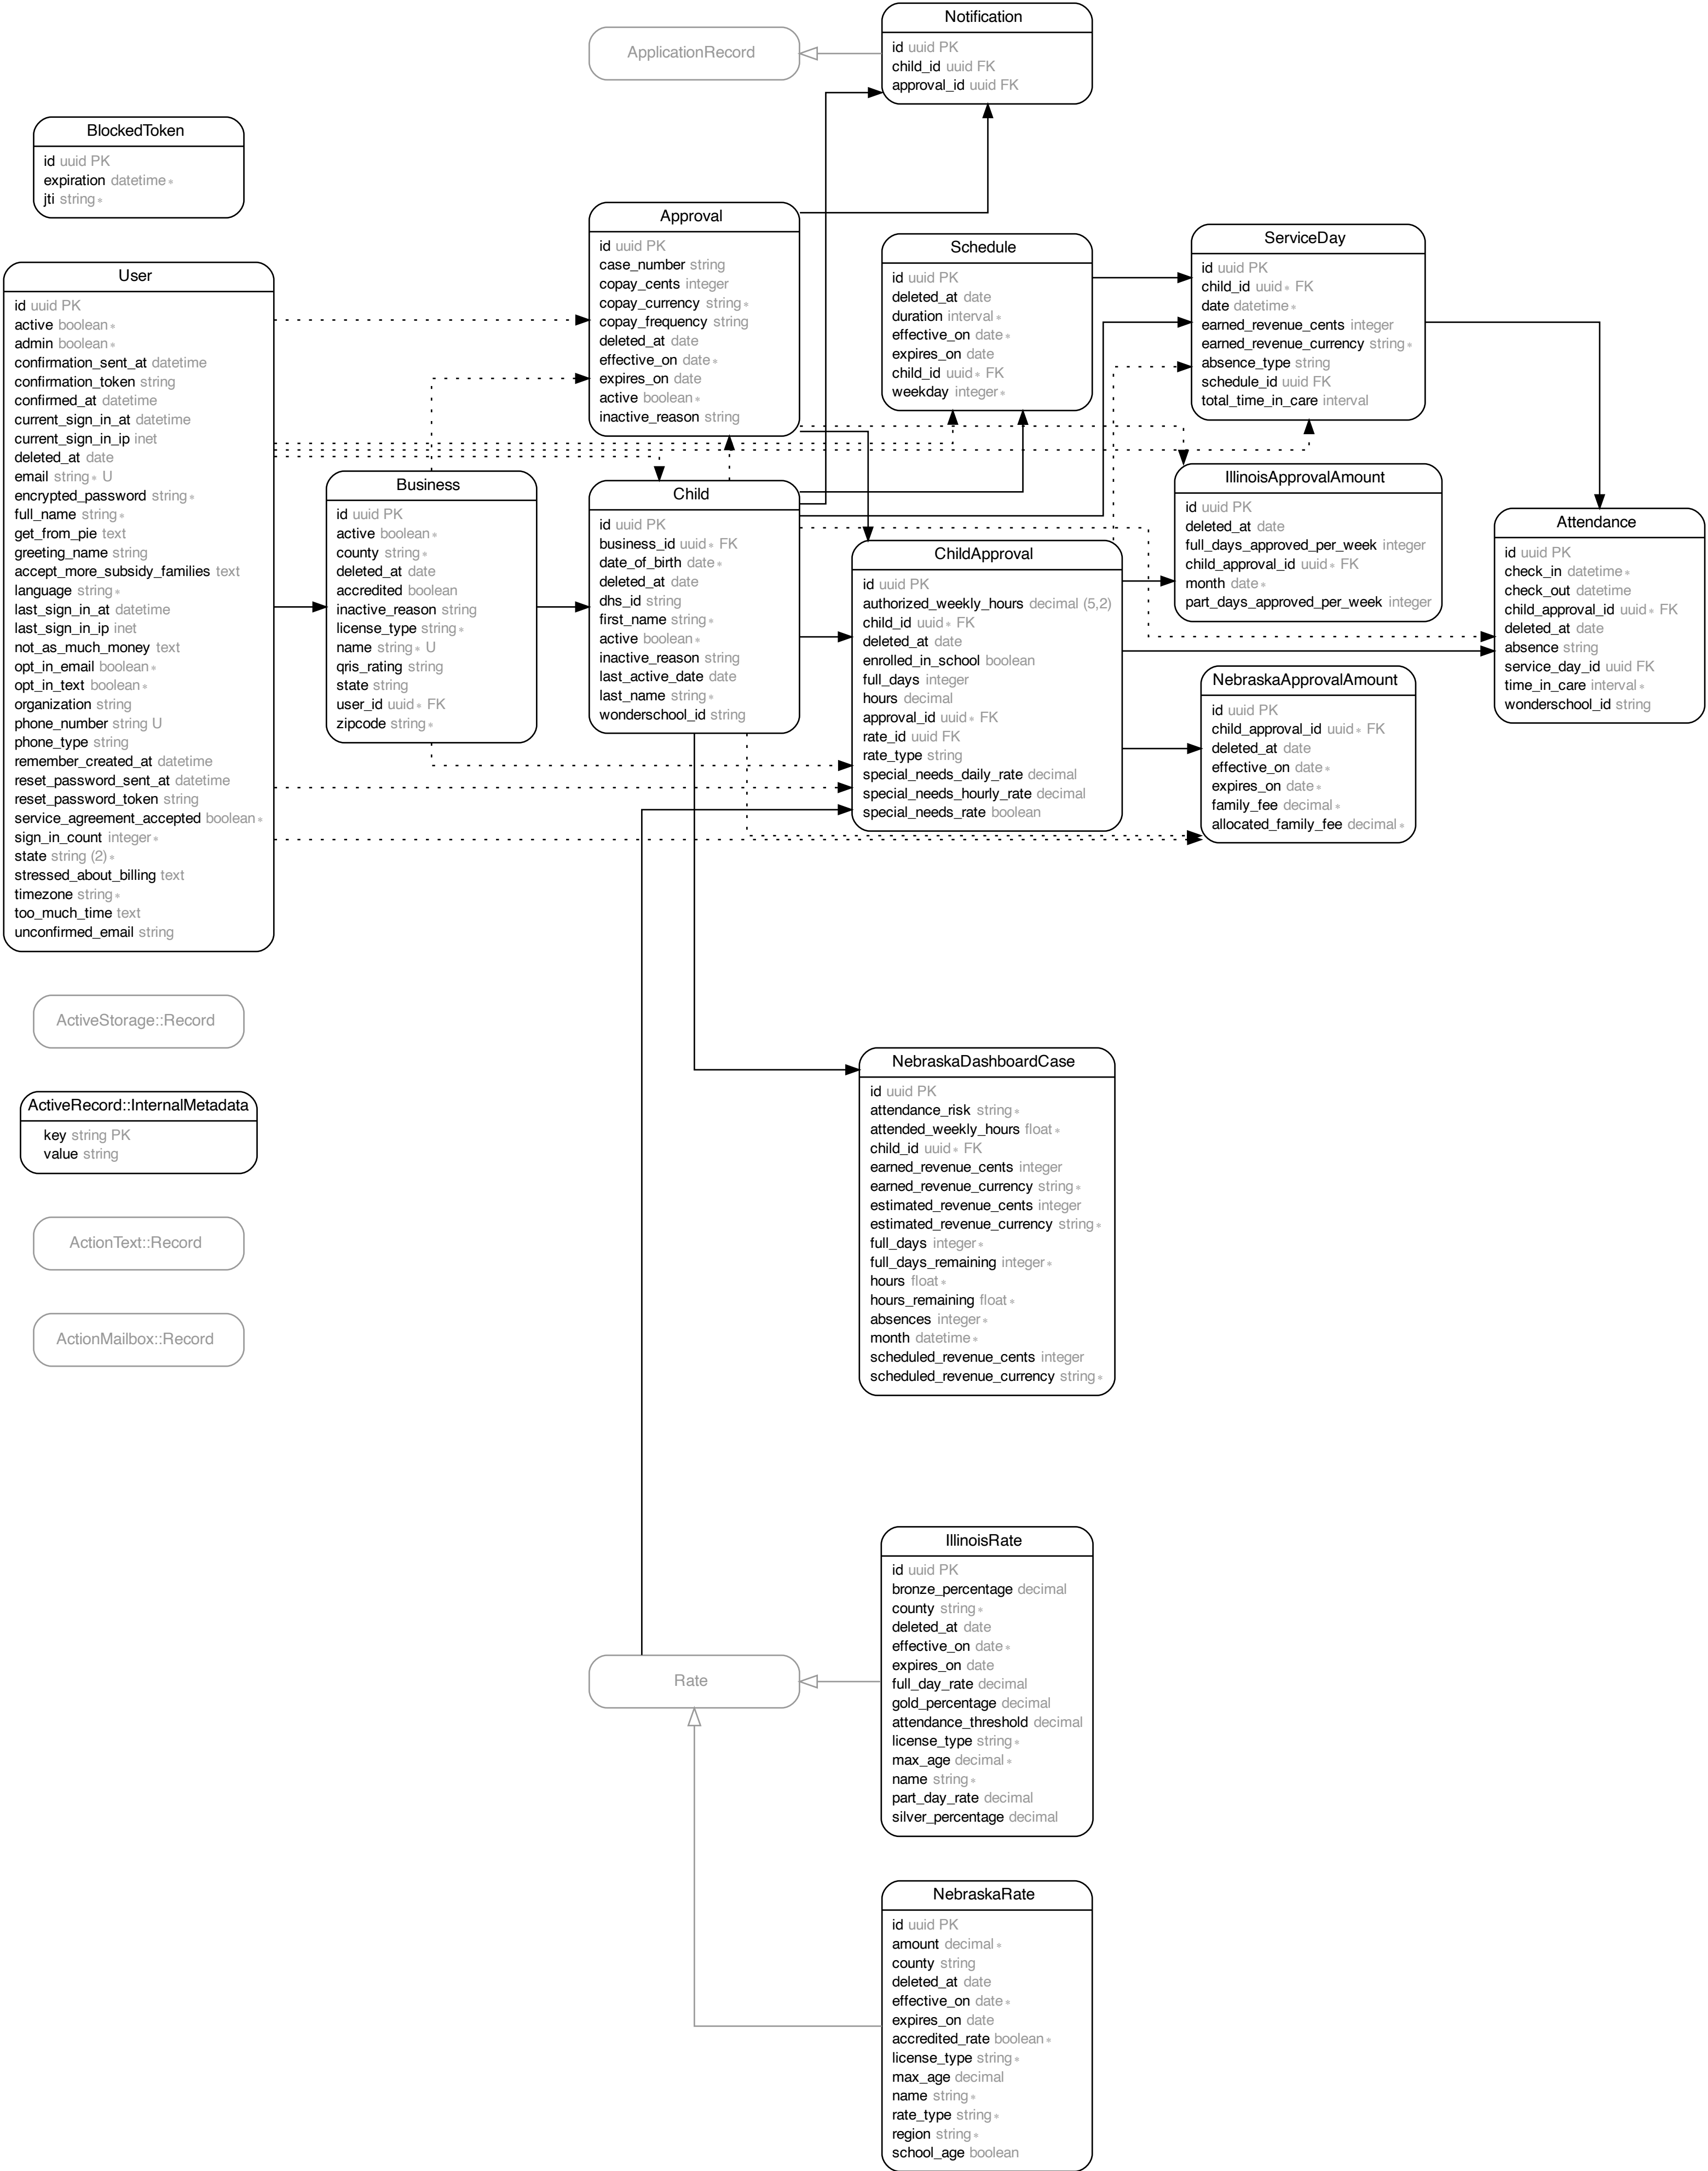 Notification
id uuid PK
child_id uuid FK
approval_id uuid FK
ApplicationRecord
BlockedToken
id uuid PK
expiration datetime *
jti string *
Approval
id uuid PK
case_number string
copay_cents integer
copay_currency string *
copay_frequency string
deleted_at date
effective_on date *
expires_on date
active boolean *
inactive_reason string
Schedule
id uuid PK
deleted_at date
duration interval *
effective_on date *
expires_on date
child_id uuid * FK
weekday integer *
ServiceDay
id uuid PK
child_id uuid * FK
date datetime *
earned_revenue_cents integer
earned_revenue_currency string *
absence_type string
schedule_id uuid FK
total_time_in_care interval
User
id uuid PK
active boolean *
admin boolean *
confirmation_sent_at datetime
confirmation_token string
confirmed_at datetime
current_sign_in_at datetime
current_sign_in_ip inet
deleted_at date
email string * U
encrypted_password string *
full_name string *
get_from_pie text
greeting_name string
accept_more_subsidy_families text
language string *
last_sign_in_at datetime
last_sign_in_ip inet
not_as_much_money text
opt_in_email boolean *
opt_in_text boolean *
organization string
phone_number string U
phone_type string
remember_created_at datetime
reset_password_sent_at datetime
reset_password_token string
service_agreement_accepted boolean *
sign_in_count integer *
state string (2) *
stressed_about_billing text
timezone string *
too_much_time text
unconfirmed_email string
Business
id uuid PK
active boolean *
county string *
deleted_at date
accredited boolean
inactive_reason string
license_type string *
name string * U
qris_rating string
state string
user_id uuid * FK
zipcode string *
Child
id uuid PK
business_id uuid * FK
date_of_birth date *
deleted_at date
dhs_id string
first_name string *
active boolean *
inactive_reason string
last_active_date date
last_name string *
wonderschool_id string
ChildApproval
id uuid PK
authorized_weekly_hours decimal (5,2)
child_id uuid * FK
deleted_at date
enrolled_in_school boolean
full_days integer
hours decimal
approval_id uuid * FK
rate_id uuid FK
rate_type string
special_needs_daily_rate decimal
special_needs_hourly_rate decimal
special_needs_rate boolean
IllinoisApprovalAmount
id uuid PK
deleted_at date
full_days_approved_per_week integer
child_approval_id uuid * FK
month date *
part_days_approved_per_week integer
Attendance
id uuid PK
check_in datetime *
check_out datetime
child_approval_id uuid * FK
deleted_at date
absence string
service_day_id uuid FK
time_in_care interval *
wonderschool_id string
NebraskaApprovalAmount
id uuid PK
child_approval_id uuid * FK
deleted_at date
effective_on date *
expires_on date *
family_fee decimal *
allocated_family_fee decimal *
ActiveStorage::Record
ActiveRecord::InternalMetadata
key string PK
value string
ActionText::Record
ActionMailbox::Record
NebraskaDashboardCase
id uuid PK
attendance_risk string *
attended_weekly_hours float *
child_id uuid * FK
earned_revenue_cents integer
earned_revenue_currency string *
estimated_revenue_cents integer
estimated_revenue_currency string *
full_days integer *
full_days_remaining integer *
hours float *
hours_remaining float *
absences integer *
month datetime *
scheduled_revenue_cents integer
scheduled_revenue_currency string *
IllinoisRate
id uuid PK
bronze_percentage decimal
county string *
deleted_at date
effective_on date *
expires_on date
full_day_rate decimal
gold_percentage decimal
attendance_threshold decimal
license_type string *
max_age decimal *
name string *
part_day_rate decimal
silver_percentage decimal
Rate
NebraskaRate
id uuid PK
amount decimal *
county string
deleted_at date
effective_on date *
expires_on date
accredited_rate boolean *
license_type string *
max_age decimal
name string *
rate_type string *
region string *
school_age boolean